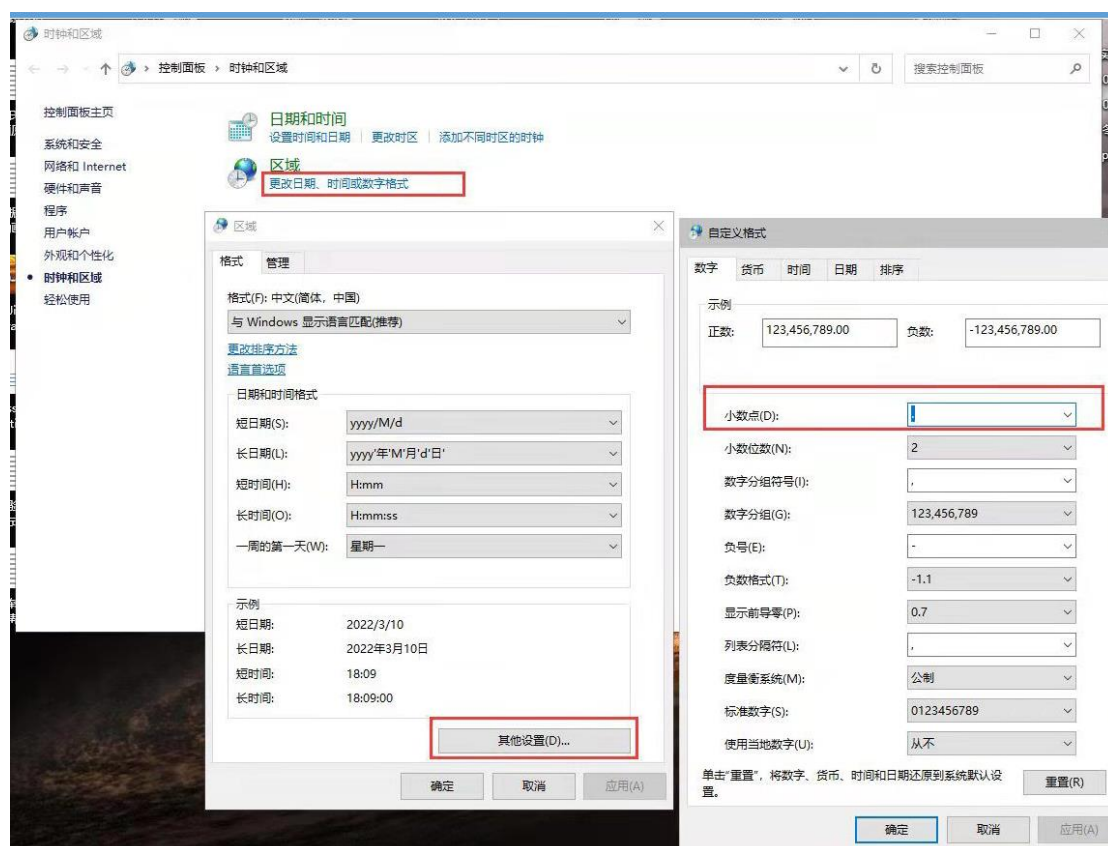 时钟和区域
控制面板 › 时钟和区域
搜索控制面板
控制面板主页
系统和安全
网络和 Internet
硬件和声音
程序
用户帐户
外观和个性化
时钟和区域
轻松使用
日期和时间
设置时间和日期 | 更改时区 | 添加不同时区的时钟
区域
更改日期、时间或数字格式
区域
格式 管理
格式(F): 中文(简体，中国)
与 Windows 显示语言匹配(推荐)
更改排序方法
语言首选项
日期和时间格式
短日期(S): yyyy/M/d
长日期(L): yyyy'年'M'月'd'日'
短时间(H): H:mm
长时间(O): H:mm:ss
一周的第一天(W): 星期一
示例
短日期: 2022/3/10
长日期: 2022年3月10日
短时间: 18:09
长时间: 18:09:00
其他设置(D)...
确定 取消 应用(A)
自定义格式
数字 货币 时间 日期 排序
示例
正数: 123,456,789.00 负数: -123,456,789.00
小数点(D): .
小数位数(N): 2
数字分组符号(I): ,
数字分组(G): 123,456,789
负号(E): -
负数格式(T): -1.1
显示前导零(P): 0.7
列表分隔符(L): ,
度量衡系统(M): 公制
标准数字(S): 0123456789
使用当地数字(U): 从不
单击"重置"，将数字、货币、时间和日期还原到系统默认设
置。
重置(R)
确定 取消 应用(A)